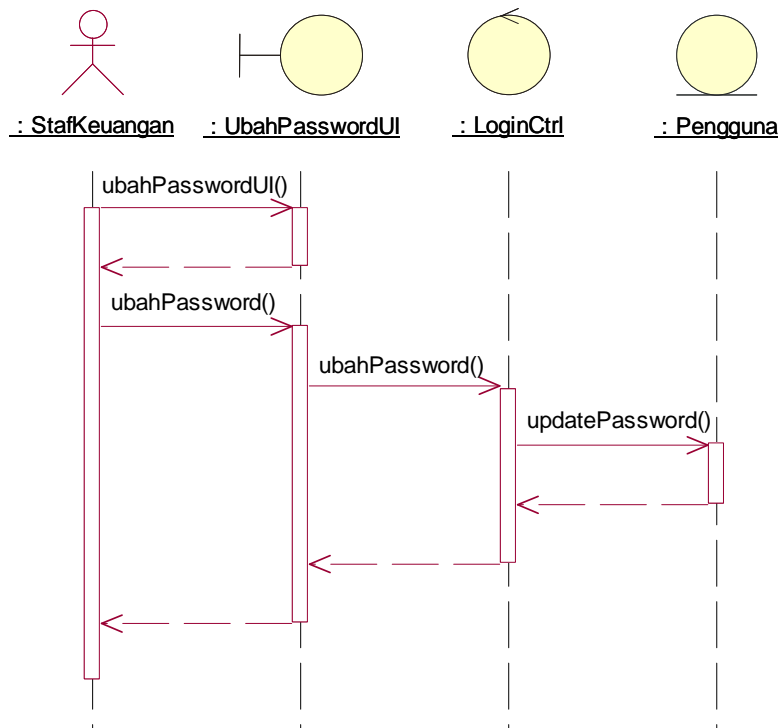 : StafKeuangan
: UbahPasswordUI
: LoginCtrl
: Pengguna
ubahPasswordUI()
ubahPassword()
ubahPassword()
updatePassword()